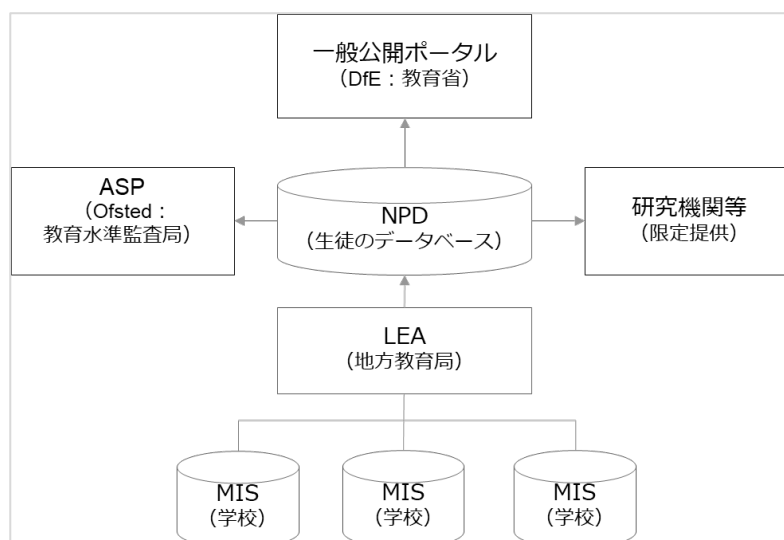 一般公開ポータル
（DfE：教育省）
ASP
（Ofsted：
教育水準監査局）
NPD
（生徒のデータベース）
研究機関等
（限定提供）
LEA
（地方教育局）
MIS
（学校）
MIS
（学校）
MIS
（学校）